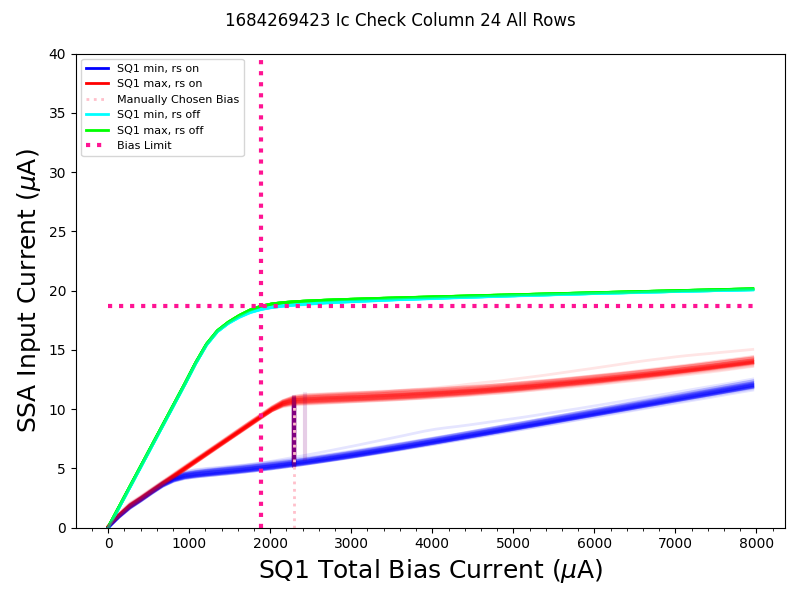 1684269423 Ic Check Column 24 All Rows
SQ1 min, rs on
SQ1 max, rs on
Manually Chosen Bias
SQ1 min, rs off
SQ1 max, rs off
Bias Limit
SSA Input Current (μA)
40
35
30
25
20
15
10
5
0
0 1000 2000 3000 4000 5000 6000 7000 8000
SQ1 Total Bias Current (μA)